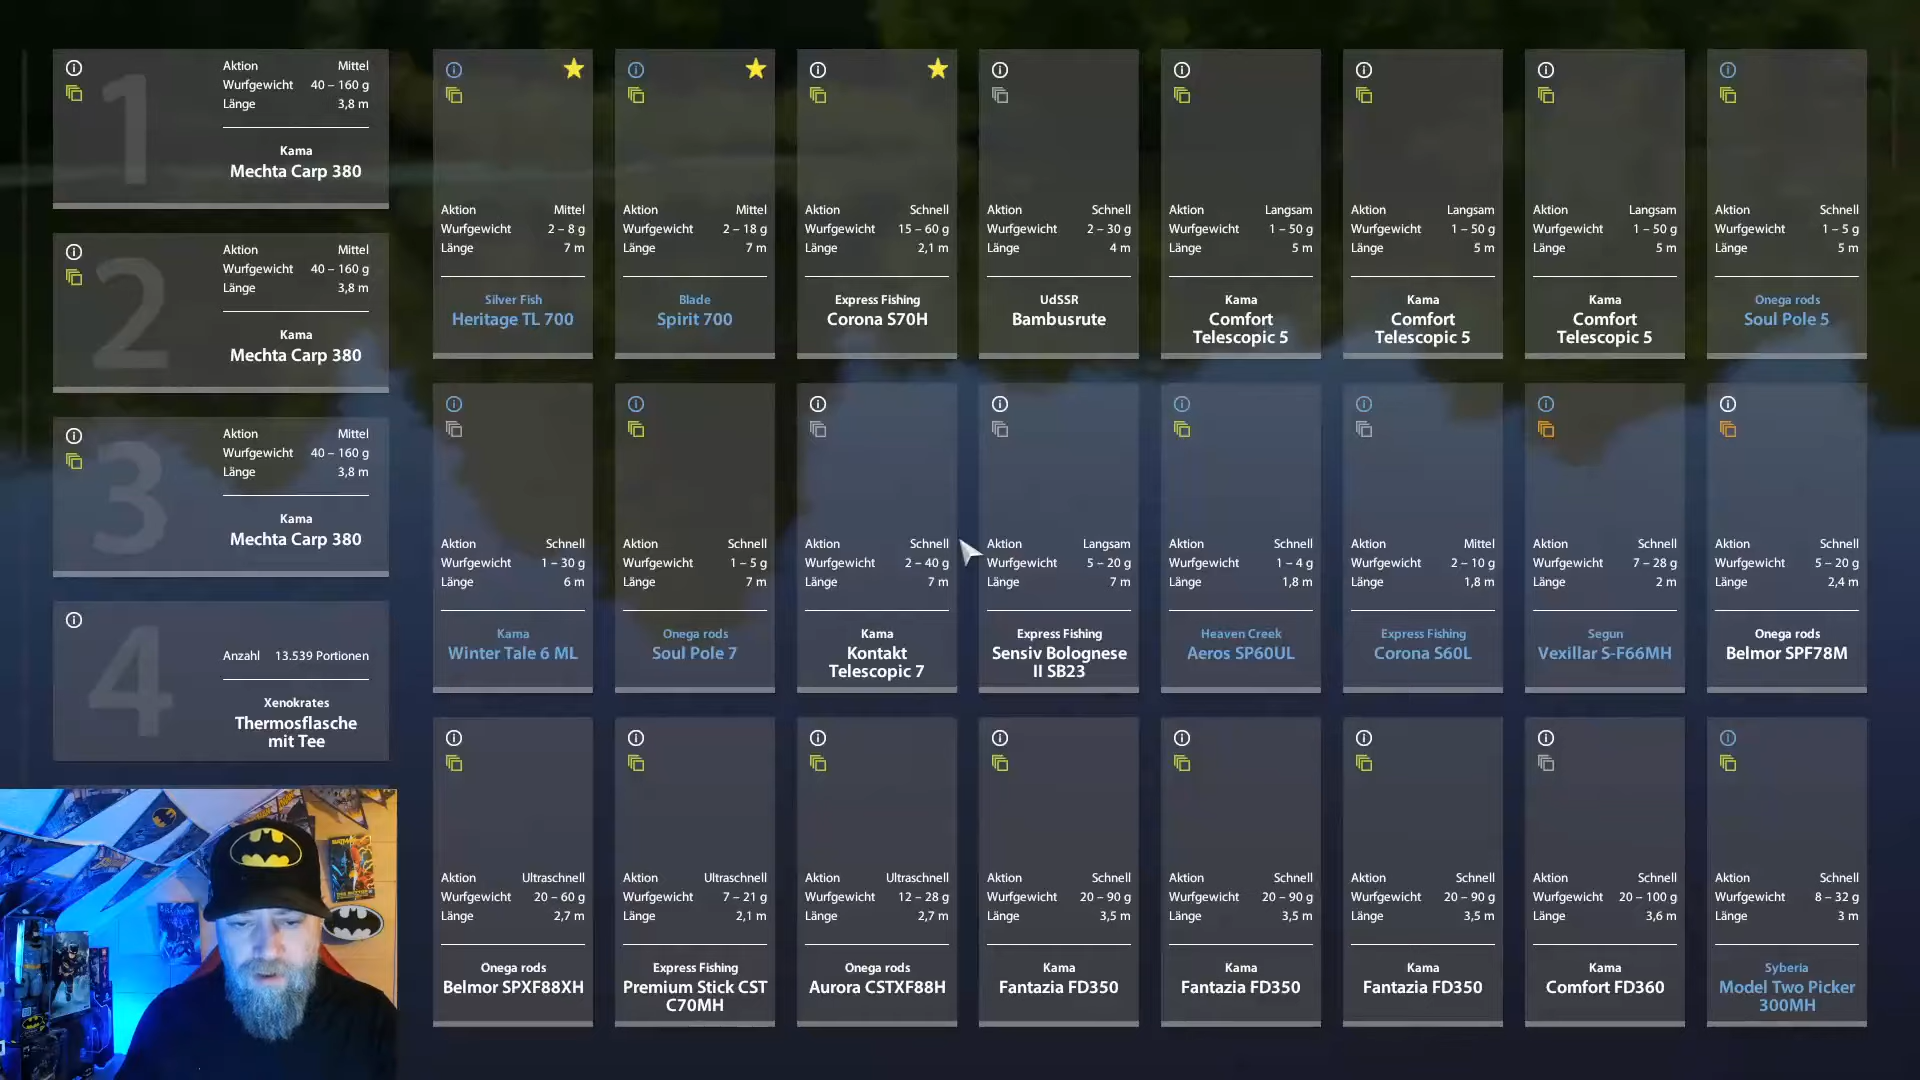 1
Aktion Mittel
Wurfgewicht 40 – 160 g
Länge 3,8 m
Kama
Mechta Carp 380
2
Aktion Mittel
Wurfgewicht 40 – 160 g
Länge 3,8 m
Kama
Mechta Carp 380
3
Aktion Mittel
Wurfgewicht 40 – 160 g
Länge 3,8 m
Kama
Mechta Carp 380
4
Anzahl 13.539 Portionen
Xenokrates
Thermosflasche
mit Tee
Aktion Mittel
Wurfgewicht 2 – 8 g
Länge 7 m
Silver Fish
Heritage TL 700
Aktion Mittel
Wurfgewicht 2 – 18 g
Länge 7 m
Blade
Spirit 700
Aktion Schnell
Wurfgewicht 15 – 60 g
Länge 2,1 m
Express Fishing
Corona S70H
Aktion Schnell
Wurfgewicht 2 – 30 g
Länge 4 m
UdSSR
Bambusrute
Aktion Langsam
Wurfgewicht 1 – 50 g
Länge 5 m
Kama
Comfort
Telescopic 5
Aktion Langsam
Wurfgewicht 1 – 50 g
Länge 5 m
Kama
Comfort
Telescopic 5
Aktion Langsam
Wurfgewicht 1 – 50 g
Länge 5 m
Kama
Comfort
Telescopic 5
Aktion Schnell
Wurfgewicht 1 – 5 g
Länge 5 m
Onega rods
Soul Pole 5
Aktion Schnell
Wurfgewicht 1 – 30 g
Länge 6 m
Kama
Winter Tale 6 ML
Aktion Schnell
Wurfgewicht 1 – 5 g
Länge 7 m
Onega rods
Soul Pole 7
Aktion Schnell
Wurfgewicht 2 – 40 g
Länge 7 m
Kama
Kontakt
Telescopic 7
Aktion Langsam
Wurfgewicht 5 – 20 g
Länge 7 m
Express Fishing
Sensiv Bolognese
II SB23
Aktion Schnell
Wurfgewicht 1 – 4 g
Länge 1,8 m
Heaven Creek
Aeros SP60UL
Aktion Mittel
Wurfgewicht 2 – 10 g
Länge 1,8 m
Express Fishing
Corona S60L
Aktion Schnell
Wurfgewicht 7 – 28 g
Länge 2 m
Segun
Vexillar S-F66MH
Aktion Schnell
Wurfgewicht 5 – 20 g
Länge 2,4 m
Onega rods
Belmor SPF78M
Aktion Ultraschnell
Wurfgewicht 20 – 60 g
Länge 2,7 m
Onega rods
Belmor SPXF88XH
Aktion Ultraschnell
Wurfgewicht 7 – 21 g
Länge 2,1 m
Express Fishing
Premium Stick CST
C70MH
Aktion Ultraschnell
Wurfgewicht 12 – 28 g
Länge 2,7 m
Onega rods
Aurora CSTXF88H
Aktion Schnell
Wurfgewicht 20 – 90 g
Länge 3,5 m
Kama
Fantazia FD350
Aktion Schnell
Wurfgewicht 20 – 90 g
Länge 3,5 m
Kama
Fantazia FD350
Aktion Schnell
Wurfgewicht 20 – 90 g
Länge 3,5 m
Kama
Fantazia FD350
Aktion Schnell
Wurfgewicht 20 – 100 g
Länge 3,6 m
Kama
Comfort FD360
Aktion Schnell
Wurfgewicht 8 – 32 g
Länge 3 m
Syberia
Model Two Picker
300MH